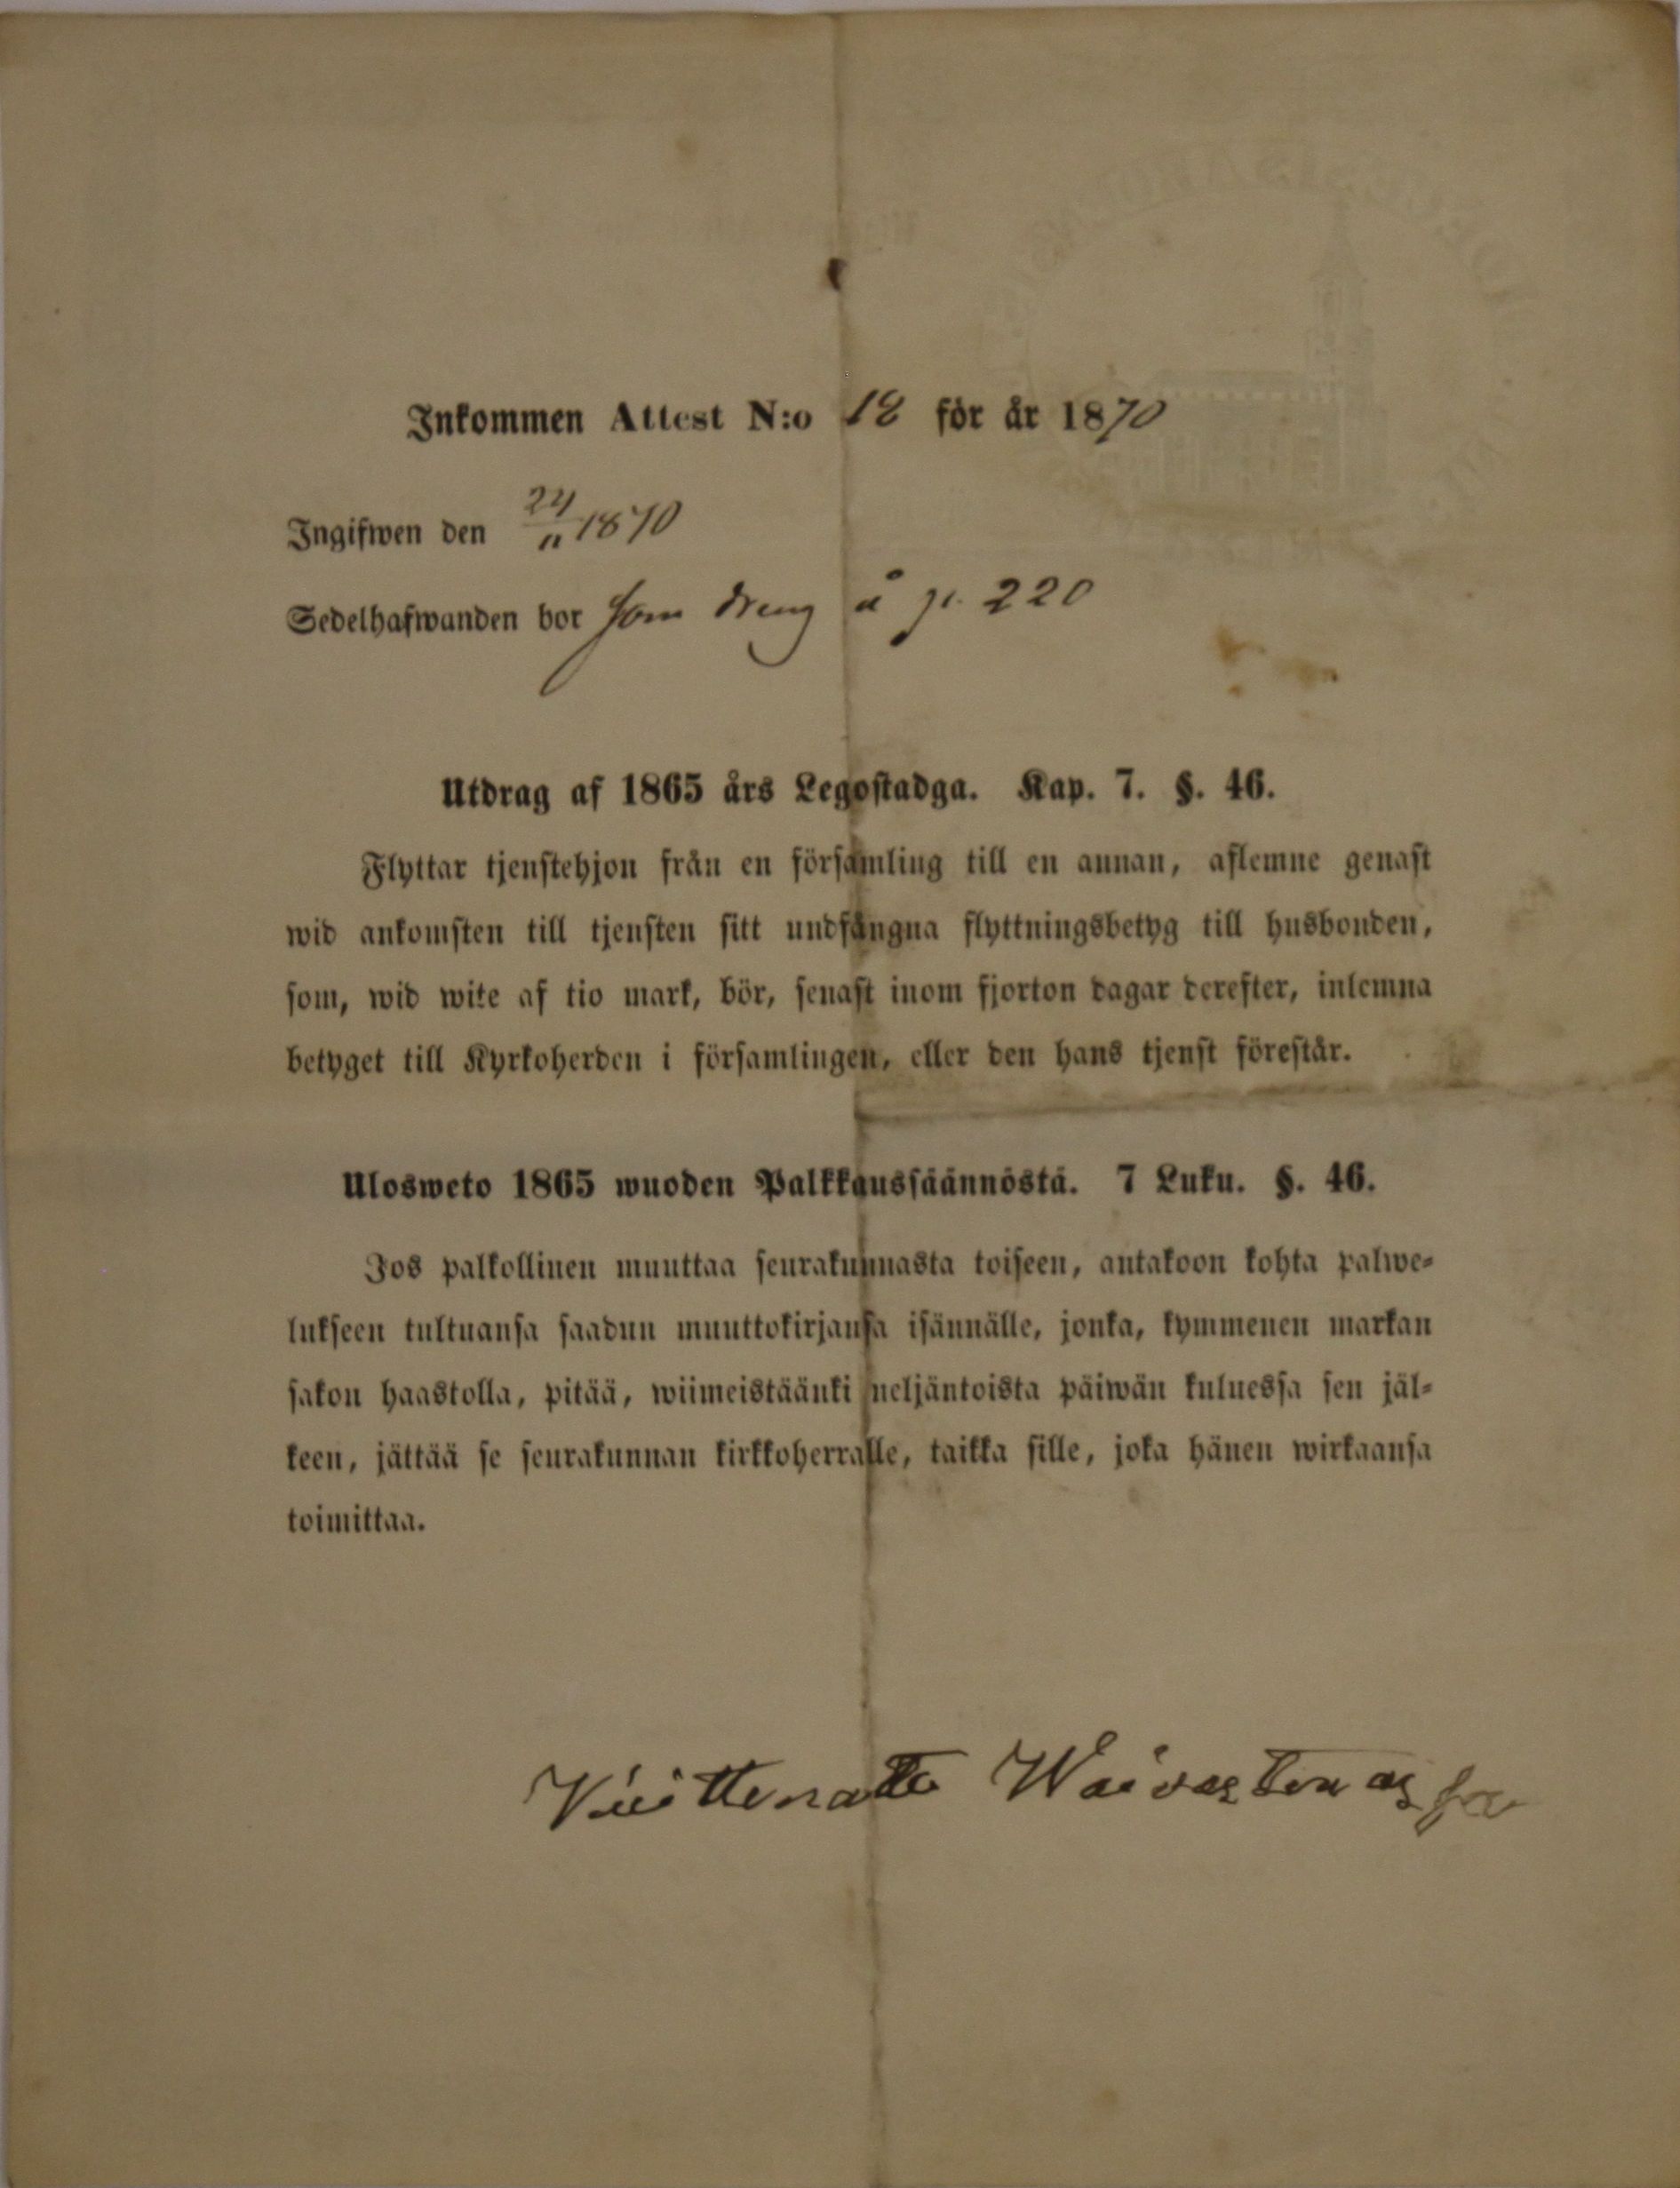 Inkommen Attest N:o 18 för år 1870
Ingifwen den 24/11 1870
Sedelhafwanden bor som dreng å p. 220
Utdrag af 1865 års Legostadga. Kap. 7. §. 46.
Flyttar tjenstehjon från en församling till en annan, aflemne genast
wid ankomsten till tjensten sitt undfångna flyttningsbetyg till husbonden,
som, wid wite af tio mark, bör, senast inom fjorton dagar derefter, inlemna
betyget till Kyrkoherden i församlingen, eller den hans tjenst förestår.
Ulosweto 1865 wuoden Palkkaussäännöstä. 7 Luku. §. 46.
Jos palkollinen muuttaa seurakunnasta toiseen, antakoon kohta palwe-
lukseen tultuansa saadun muuttokirjansa isännälle, jonka, kymmenen markan
sakon haastolla, pitää, wiimeistäänki neljäntoista päiwän kuluessa sen jäl-
keen, jättää se seurakunnan kirkkoherralle, taikka sille, joka hänen wirkaansa
toimittaa.